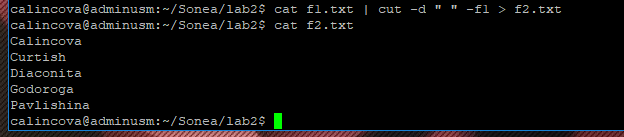 calincova@adminusm:~/Sonea/lab2$ cat f1.txt | cut -d " " -f1 > f2.txt
calincova@adminusm:~/Sonea/lab2$ cat f2.txt
Calincova
Curtish
Diaconita
Godoroga
Pavlishina
calincova@adminusm:~/Sonea/lab2$